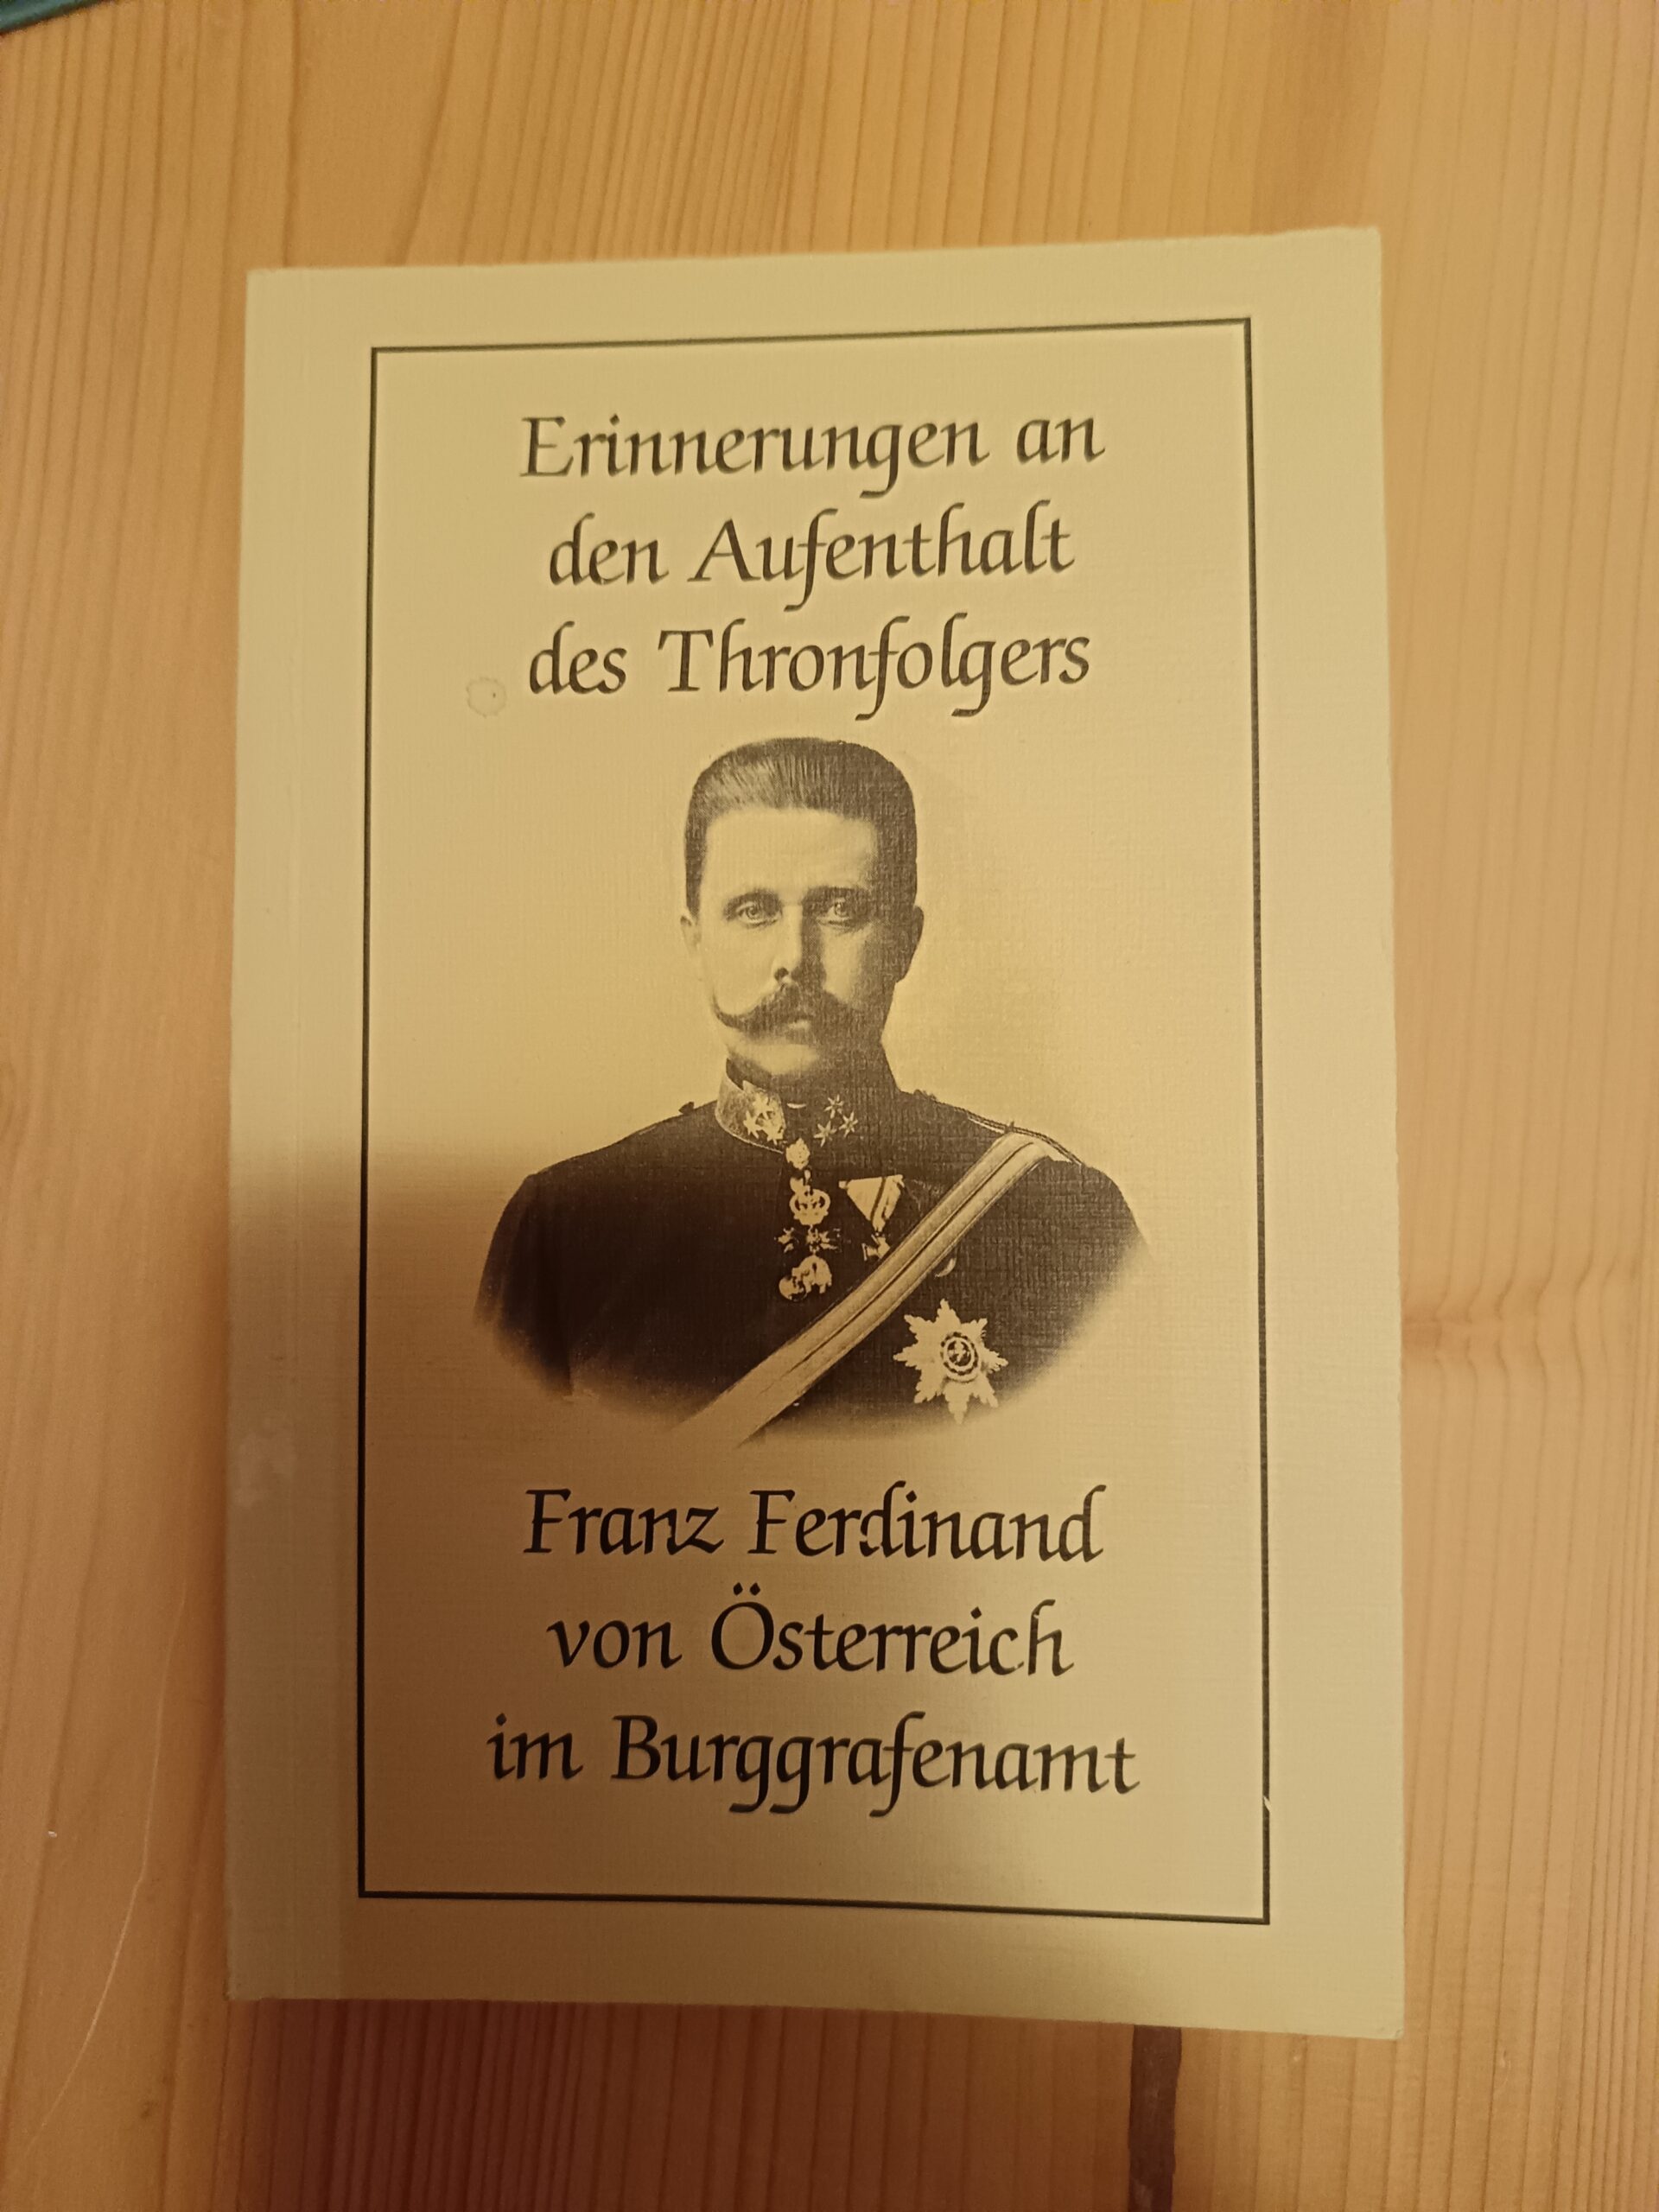 Erinnerungen an
den Aufenthalt
des Thronfolgers
Franz Ferdinand
von Österreich
im Burggrafenamt